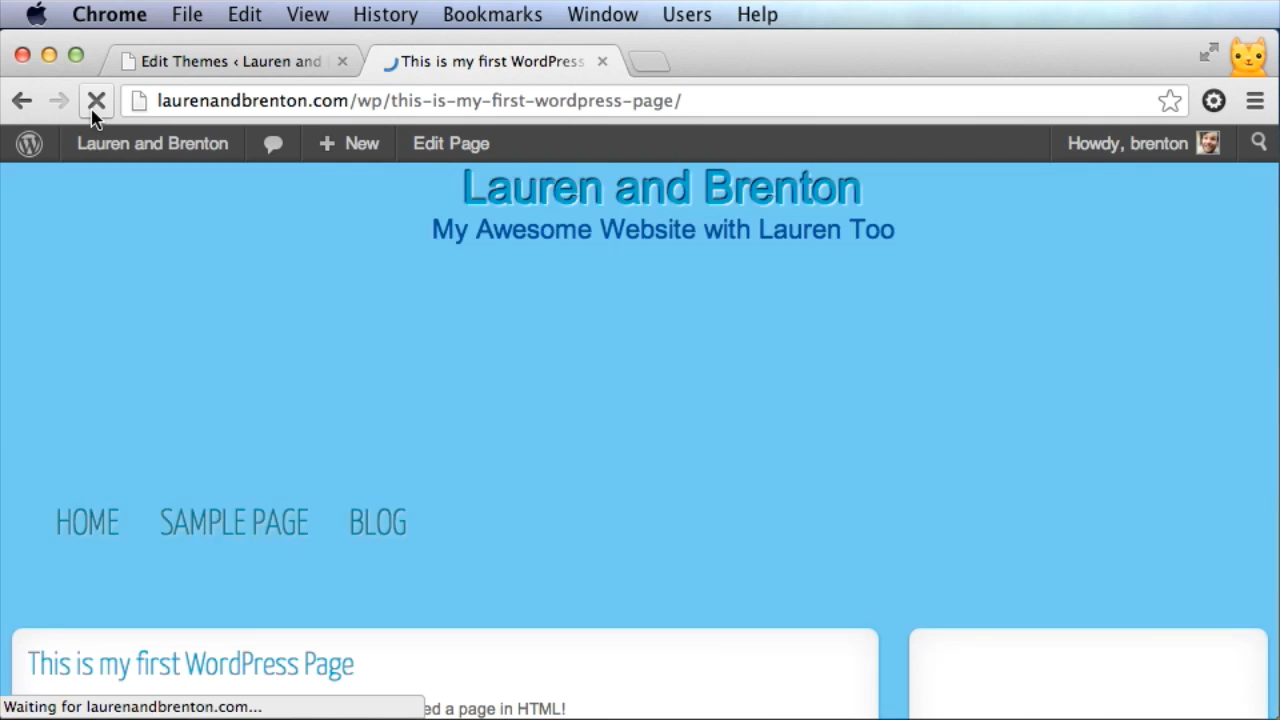 Chrome File Edit View History Bookmarks Window Users Help
Edit Themes ‹ Lauren and
This is my first WordPress
laurenandbrenton.com/wp/this-is-my-first-wordpress-page/
Lauren and Brenton + New Edit Page Howdy, brenton
Lauren and Brenton
My Awesome Website with Lauren Too
HOME SAMPLE PAGE BLOG
This is my first WordPress Page
Waiting for laurenandbrenton.com... ed a page in HTML!